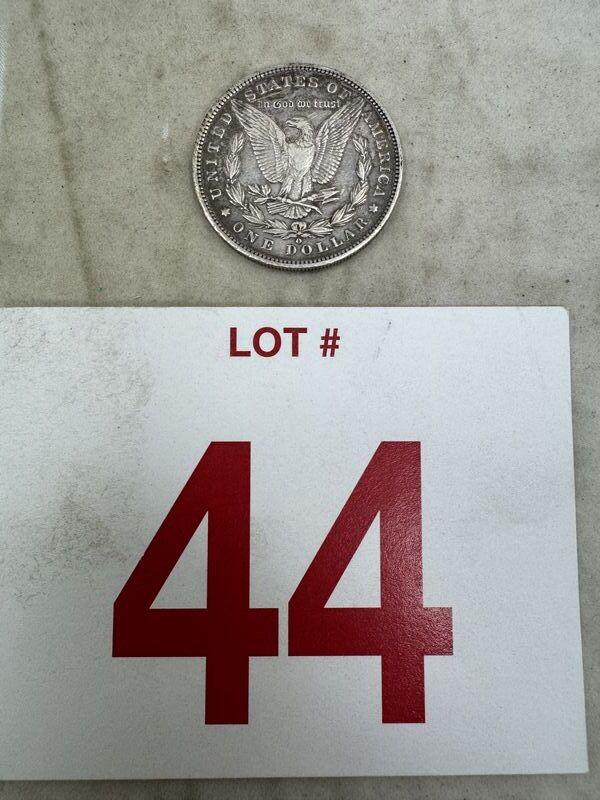 UNITED STATES OF AMERICA
In God we trust
O
ONE DOLLAR
LOT #
44